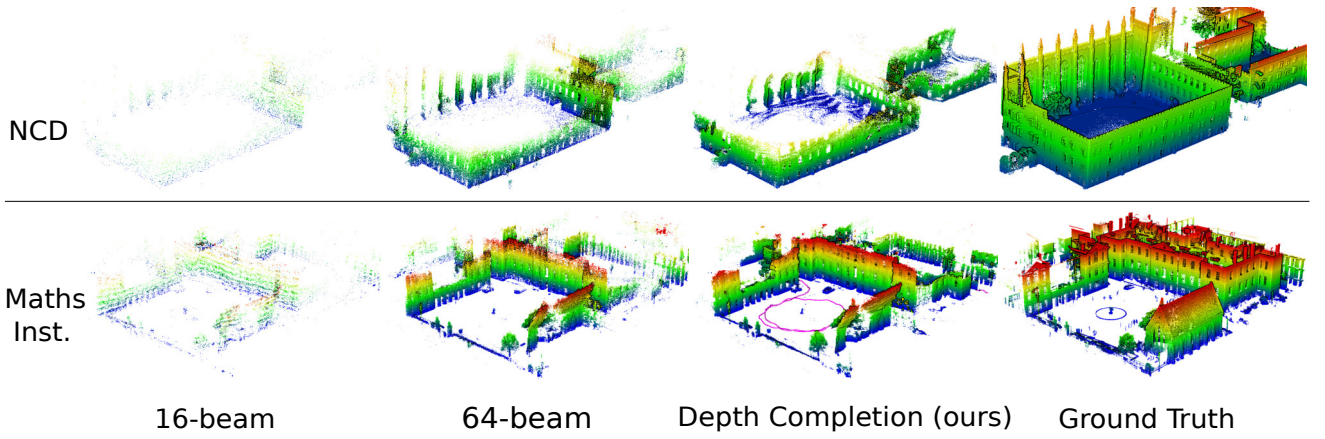 NCD
Maths
Inst.
16-beam
64-beam
Depth Completion (ours)
Ground Truth